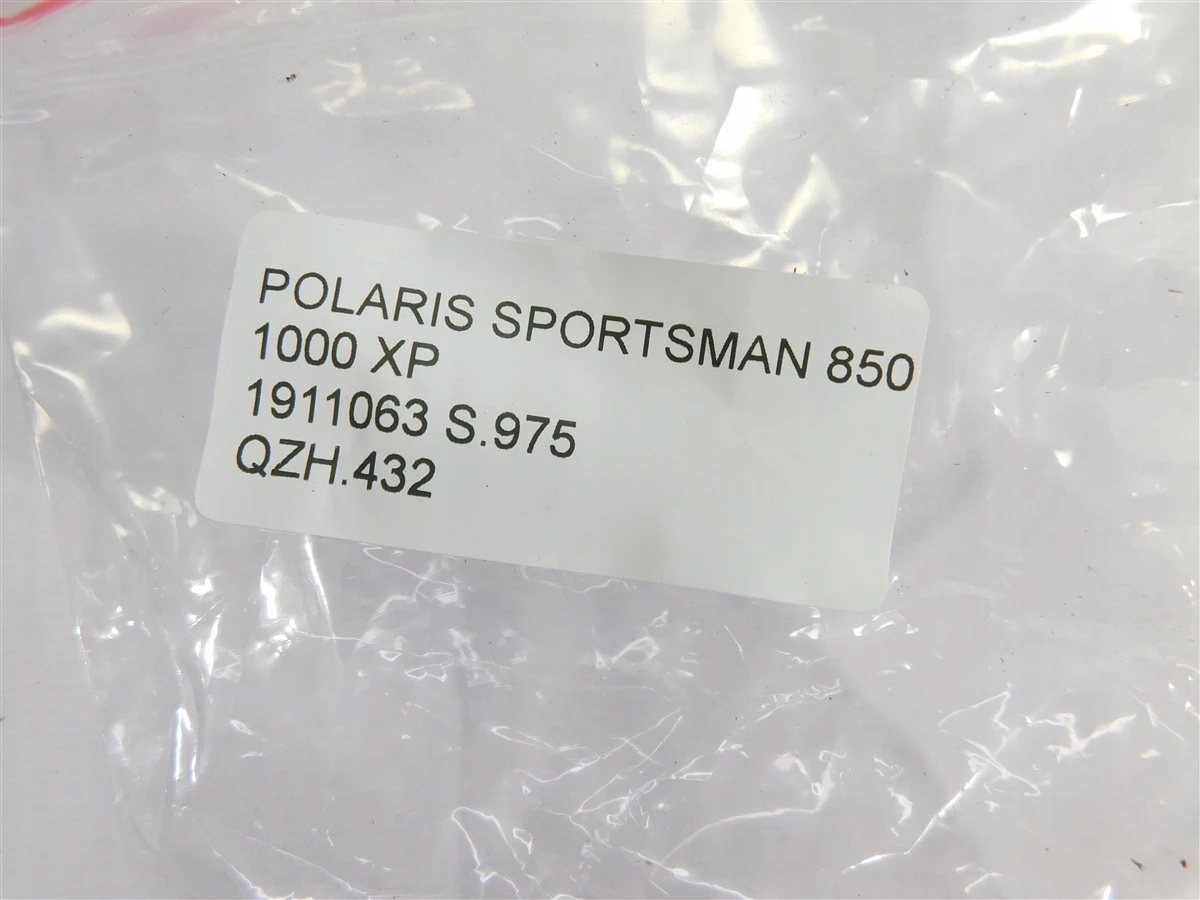 POLARIS SPORTSMAN 850
1000 XP
1911063 S.975
QZH.432